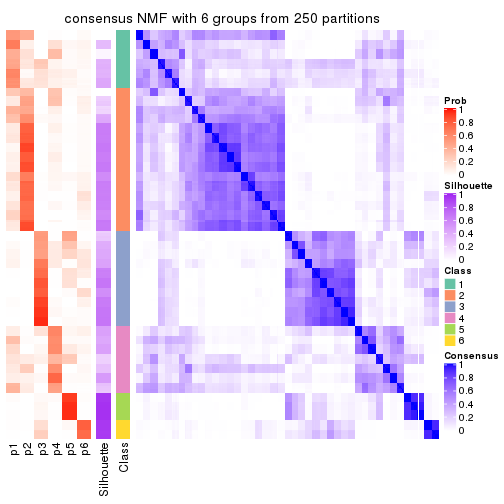 consensus NMF with 6 groups from 250 partitions
Prob
1
0.8
0.6
0.4
0.2
0
Silhouette
1
0.8
0.6
0.4
0.2
0
Class
1
2
3
4
5
6
Consensus
1
0.8
0.6
0.4
0.2
0
p1
p2
p3
p4
p5
p6
Silhouette
Class